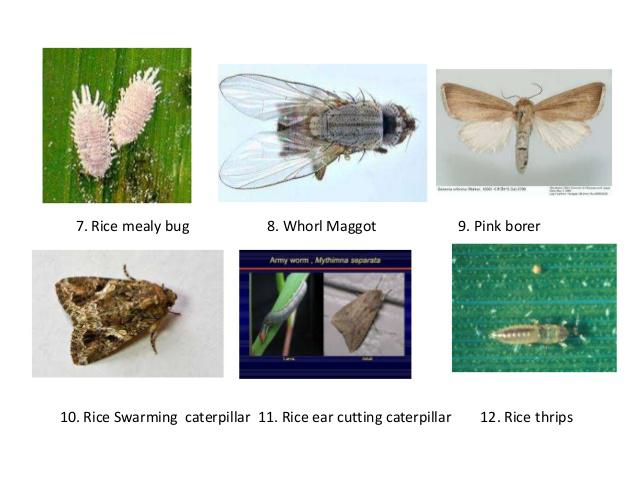 7. Rice mealy bug
8. Whorl Maggot
9. Pink borer
Army worm , Mythimna separata
Larva
Adult
10. Rice Swarming  caterpillar
11. Rice ear cutting caterpillar
12. Rice thrips